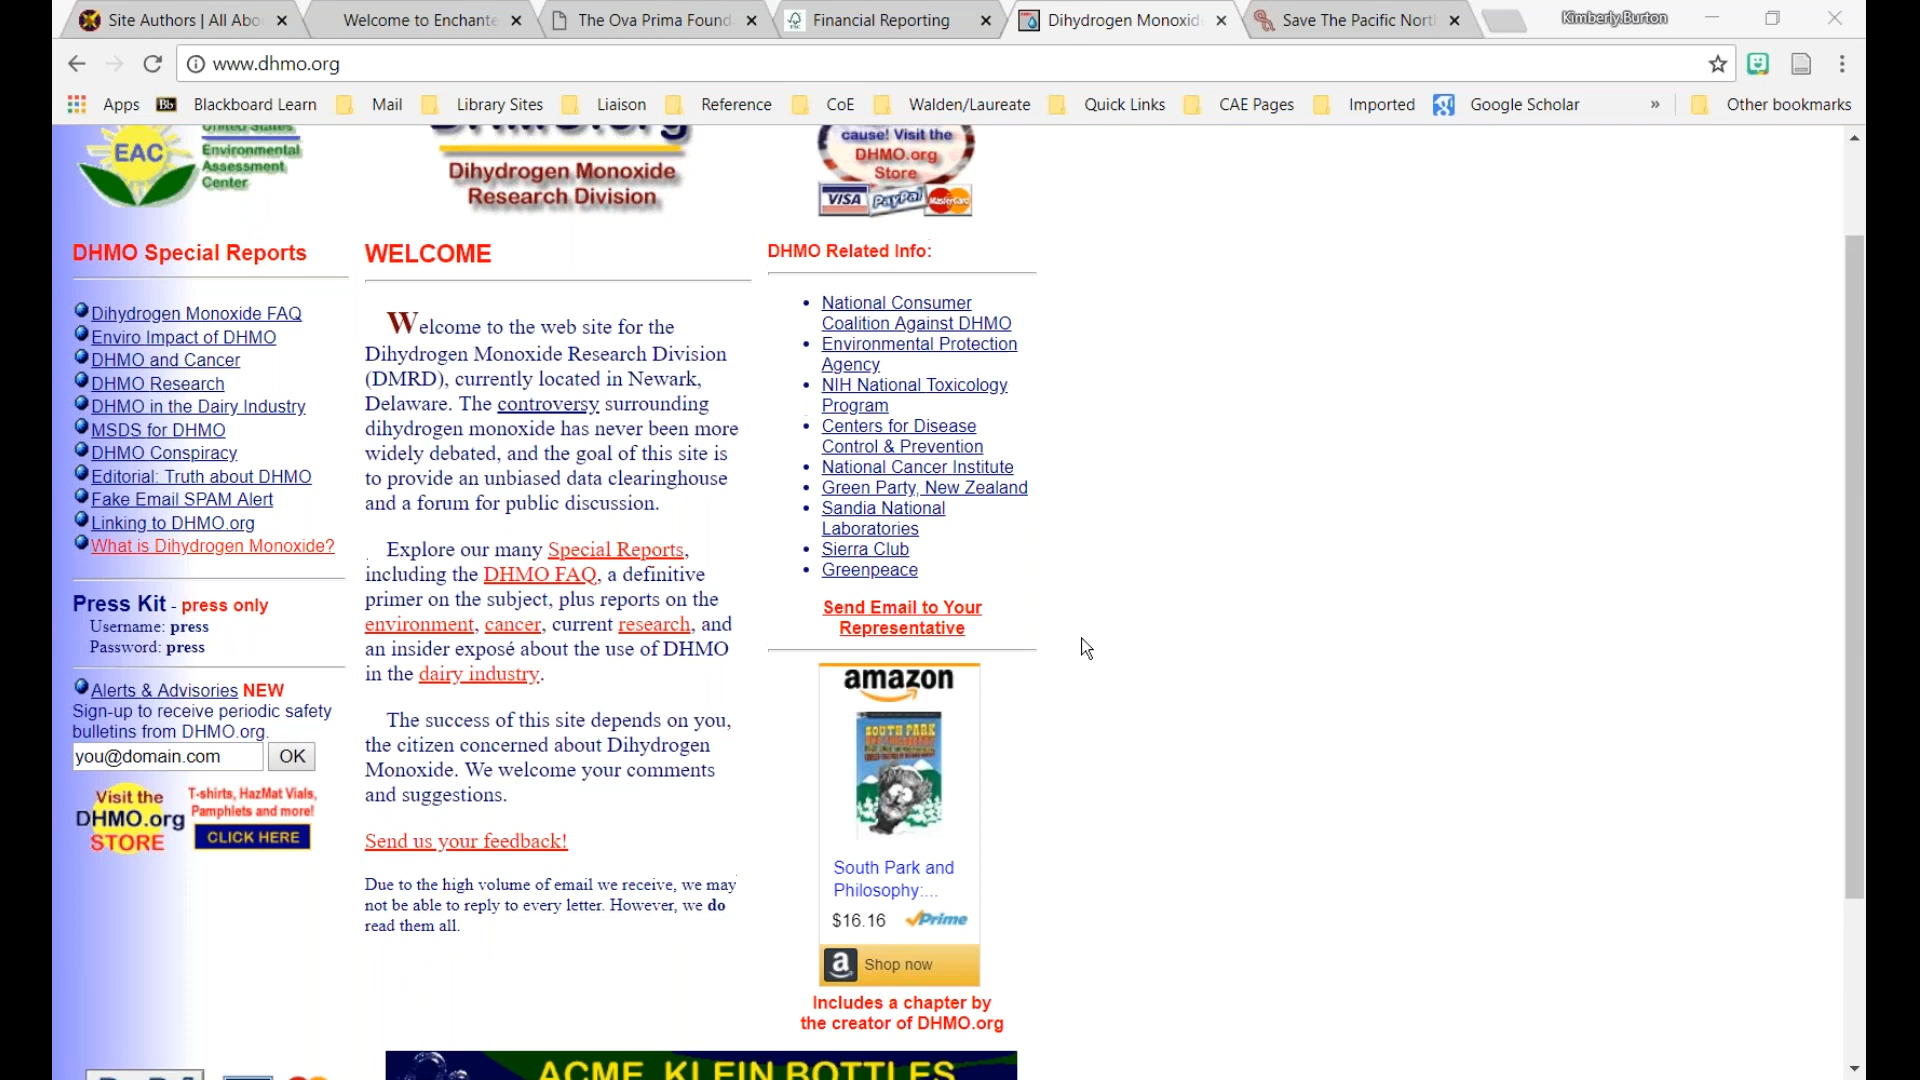 Site Authors | All Abo
Welcome to Enchante
The Ova Prima Found
Financial Reporting
Dihydrogen Monoxid
Save The Pacific Nort
Kimberly.Burton
www.dhmo.org
Apps
Bb
Blackboard Learn
Mail
Library Sites
Liaison
Reference
CoE
Walden/Laureate
Quick Links
CAE Pages
Imported
Google Scholar
»
Other bookmarks
EAC
United States
Environmental
Assessment
Center
DHMO.org
Dihydrogen Monoxide
Research Division
cause! Visit the
DHMO.org
Store
VISA PayPal MasterCard
DHMO Special Reports
Dihydrogen Monoxide FAQ
Enviro Impact of DHMO
DHMO and Cancer
DHMO Research
DHMO in the Dairy Industry
MSDS for DHMO
DHMO Conspiracy
Editorial: Truth about DHMO
Fake Email SPAM Alert
Linking to DHMO.org
What is Dihydrogen Monoxide?
Press Kit - press only
Username: press
Password: press
Alerts & Advisories NEW
Sign-up to receive periodic safety
bulletins from DHMO.org.
you@domain.com OK
Visit the
DHMO.org
STORE
T-shirts, HazMat Vials,
Pamphlets and more!
CLICK HERE
WELCOME
Welcome to the web site for the
Dihydrogen Monoxide Research Division
(DMRD), currently located in Newark,
Delaware. The controversy surrounding
dihydrogen monoxide has never been more
widely debated, and the goal of this site is
to provide an unbiased data clearinghouse
and a forum for public discussion.
Explore our many Special Reports,
including the DHMO FAQ, a definitive
primer on the subject, plus reports on the
environment, cancer, current research, and
an insider exposé about the use of DHMO
in the dairy industry.
The success of this site depends on you,
the citizen concerned about Dihydrogen
Monoxide. We welcome your comments
and suggestions.
Send us your feedback!
Due to the high volume of email we receive, we may
not be able to reply to every letter. However, we do
read them all.
DHMO Related Info:
National Consumer
Coalition Against DHMO
Environmental Protection
Agency
NIH National Toxicology
Program
Centers for Disease
Control & Prevention
National Cancer Institute
Green Party, New Zealand
Sandia National
Laboratories
Sierra Club
Greenpeace
Send Email to Your
Representative
amazon
SOUTH PARK
South Park and
Philosophy:...
$16.16 Prime
a Shop now
Includes a chapter by
the creator of DHMO.org
ACME KLEIN BOTTLES